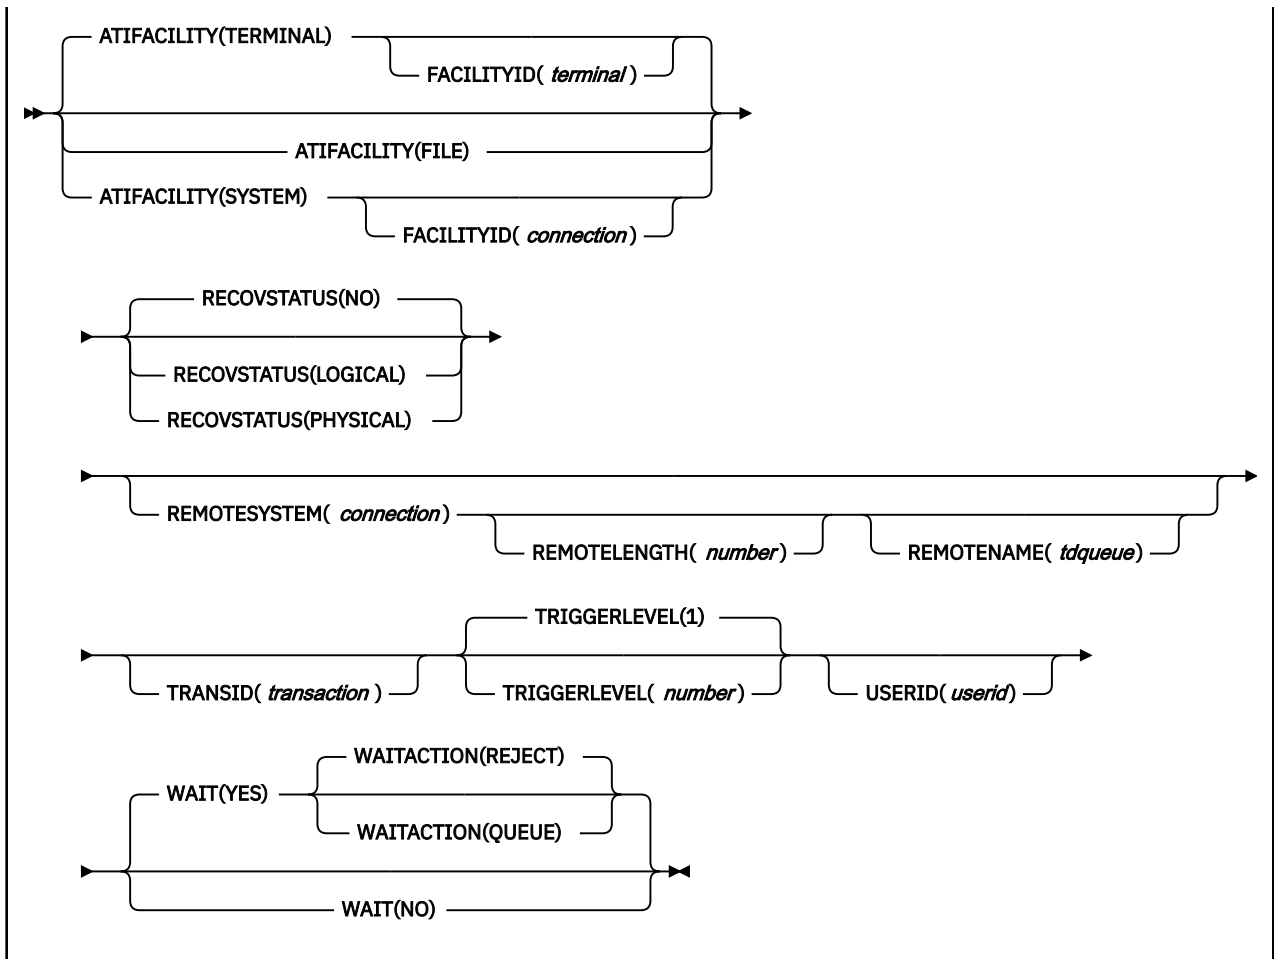 ATIFACILITY(TERMINAL)
FACILITYID( terminal )
ATIFACILITY(FILE)
ATIFACILITY(SYSTEM)
FACILITYID( connection )
RECOVSTATUS(NO)
RECOVSTATUS(LOGICAL)
RECOVSTATUS(PHYSICAL)
REMOTESYSTEM( connection )
REMOTELENGTH( number ) REMOTENAME( tdqueue )
TRIGGERLEVEL(1)
TRANSID( transaction ) TRIGGERLEVEL( number ) USERID( userid )
WAITACTION(REJECT)
WAIT(YES)
WAITACTION(QUEUE)
WAIT(NO)